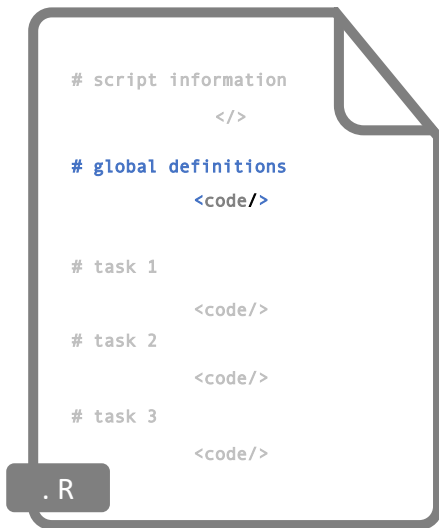 # script information
</>
# global definitions
<code/>
# task 1
<code/>
# task 2
<code/>
# task 3
<code/>
. R